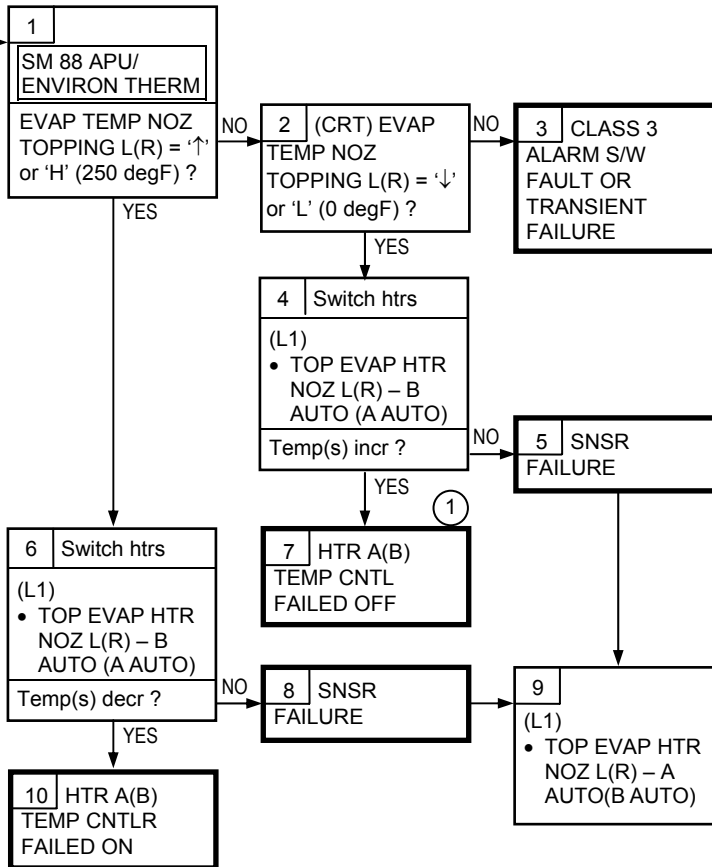 1
SM 88 APU/
ENVIRON THERM
EVAP TEMP NOZ
TOPPING L(R) = ‘↑’
or ‘H’ (250 degF) ?
NO
YES
2 (CRT) EVAP
TEMP NOZ
TOPPING L(R) = ‘↓’
or ‘L’ (0 degF) ?
NO
YES
3 CLASS 3
ALARM S/W
FAULT OR
TRANSIENT
FAILURE
4 Switch htrs
(L1)
• TOP EVAP HTR
NOZ L(R) – B
AUTO (A AUTO)
Temp(s) incr ?
NO
YES
5 SNSR
FAILURE
6 Switch htrs
(L1)
• TOP EVAP HTR
NOZ L(R) – B
AUTO (A AUTO)
Temp(s) decr ?
NO
YES
1
7 HTR A(B)
TEMP CNTL
FAILED OFF
8 SNSR
FAILURE
9
(L1)
• TOP EVAP HTR
NOZ L(R) – A
AUTO(B AUTO)
10 HTR A(B)
TEMP CNTLR
FAILED ON